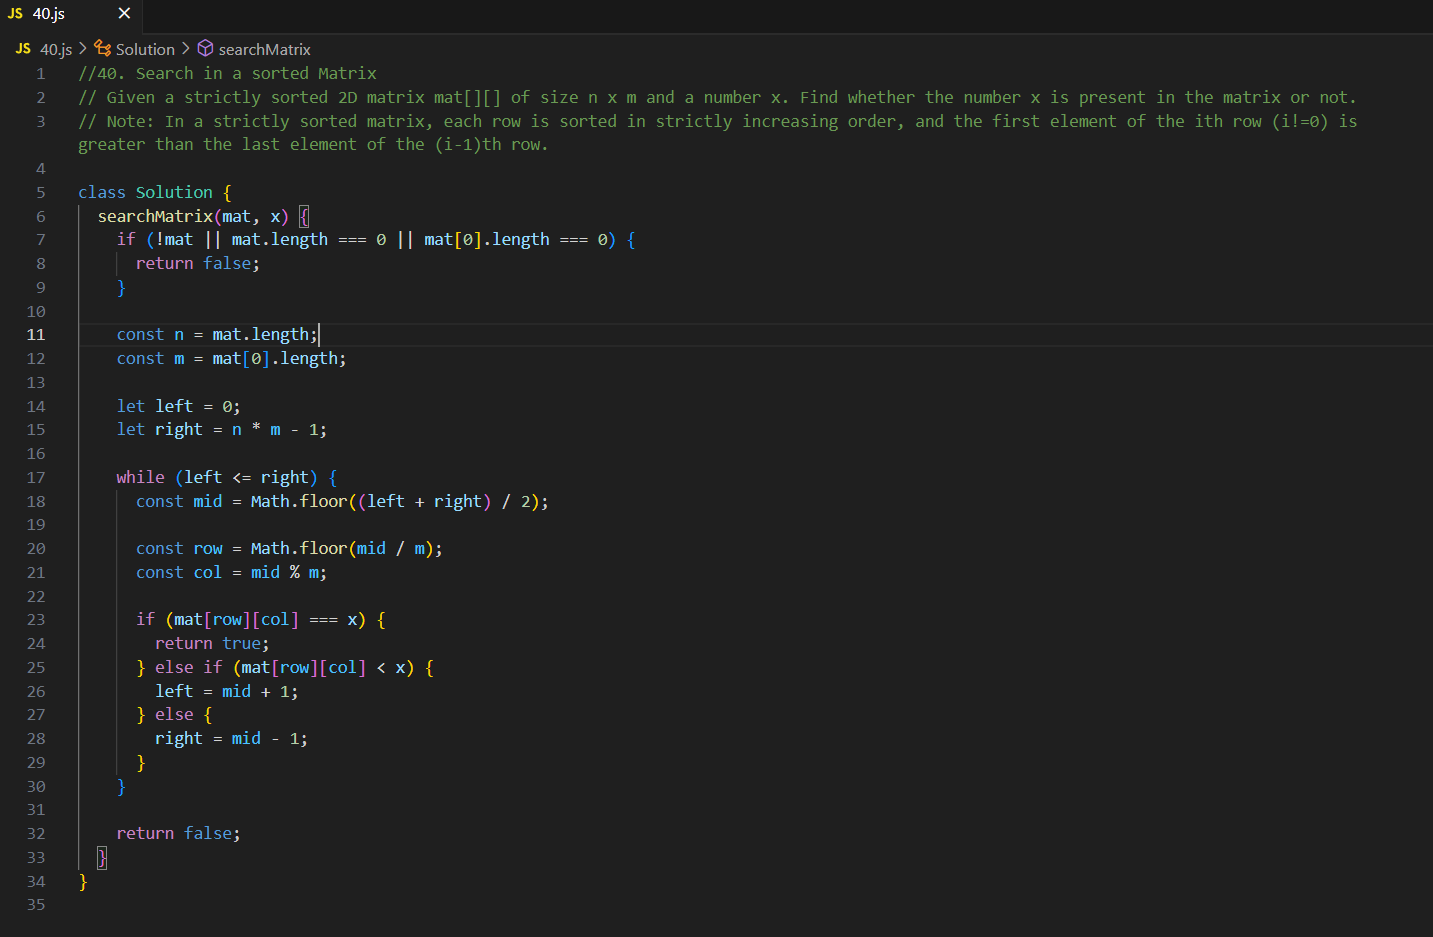 JS 40.js ×
JS 40.js > Solution > searchMatrix
1 //40. Search in a sorted Matrix
2 // Given a strictly sorted 2D matrix mat[][] of size n x m and a number x. Find whether the number x is present in the matrix or not.
3 // Note: In a strictly sorted matrix, each row is sorted in strictly increasing order, and the first element of the ith row (i!=0) is
greater than the last element of the (i-1)th row.
4
5 class Solution {
6   searchMatrix(mat, x) {
7     if (!mat || mat.length === 0 || mat[0].length === 0) {
8       return false;
9     }
10
11     const n = mat.length;
12     const m = mat[0].length;
13
14     let left = 0;
15     let right = n * m - 1;
16
17     while (left <= right) {
18       const mid = Math.floor((left + right) / 2);
19
20       const row = Math.floor(mid / m);
21       const col = mid % m;
22
23       if (mat[row][col] === x) {
24         return true;
25       } else if (mat[row][col] < x) {
26         left = mid + 1;
27       } else {
28         right = mid - 1;
29       }
30     }
31
32     return false;
33   }
34 }
35